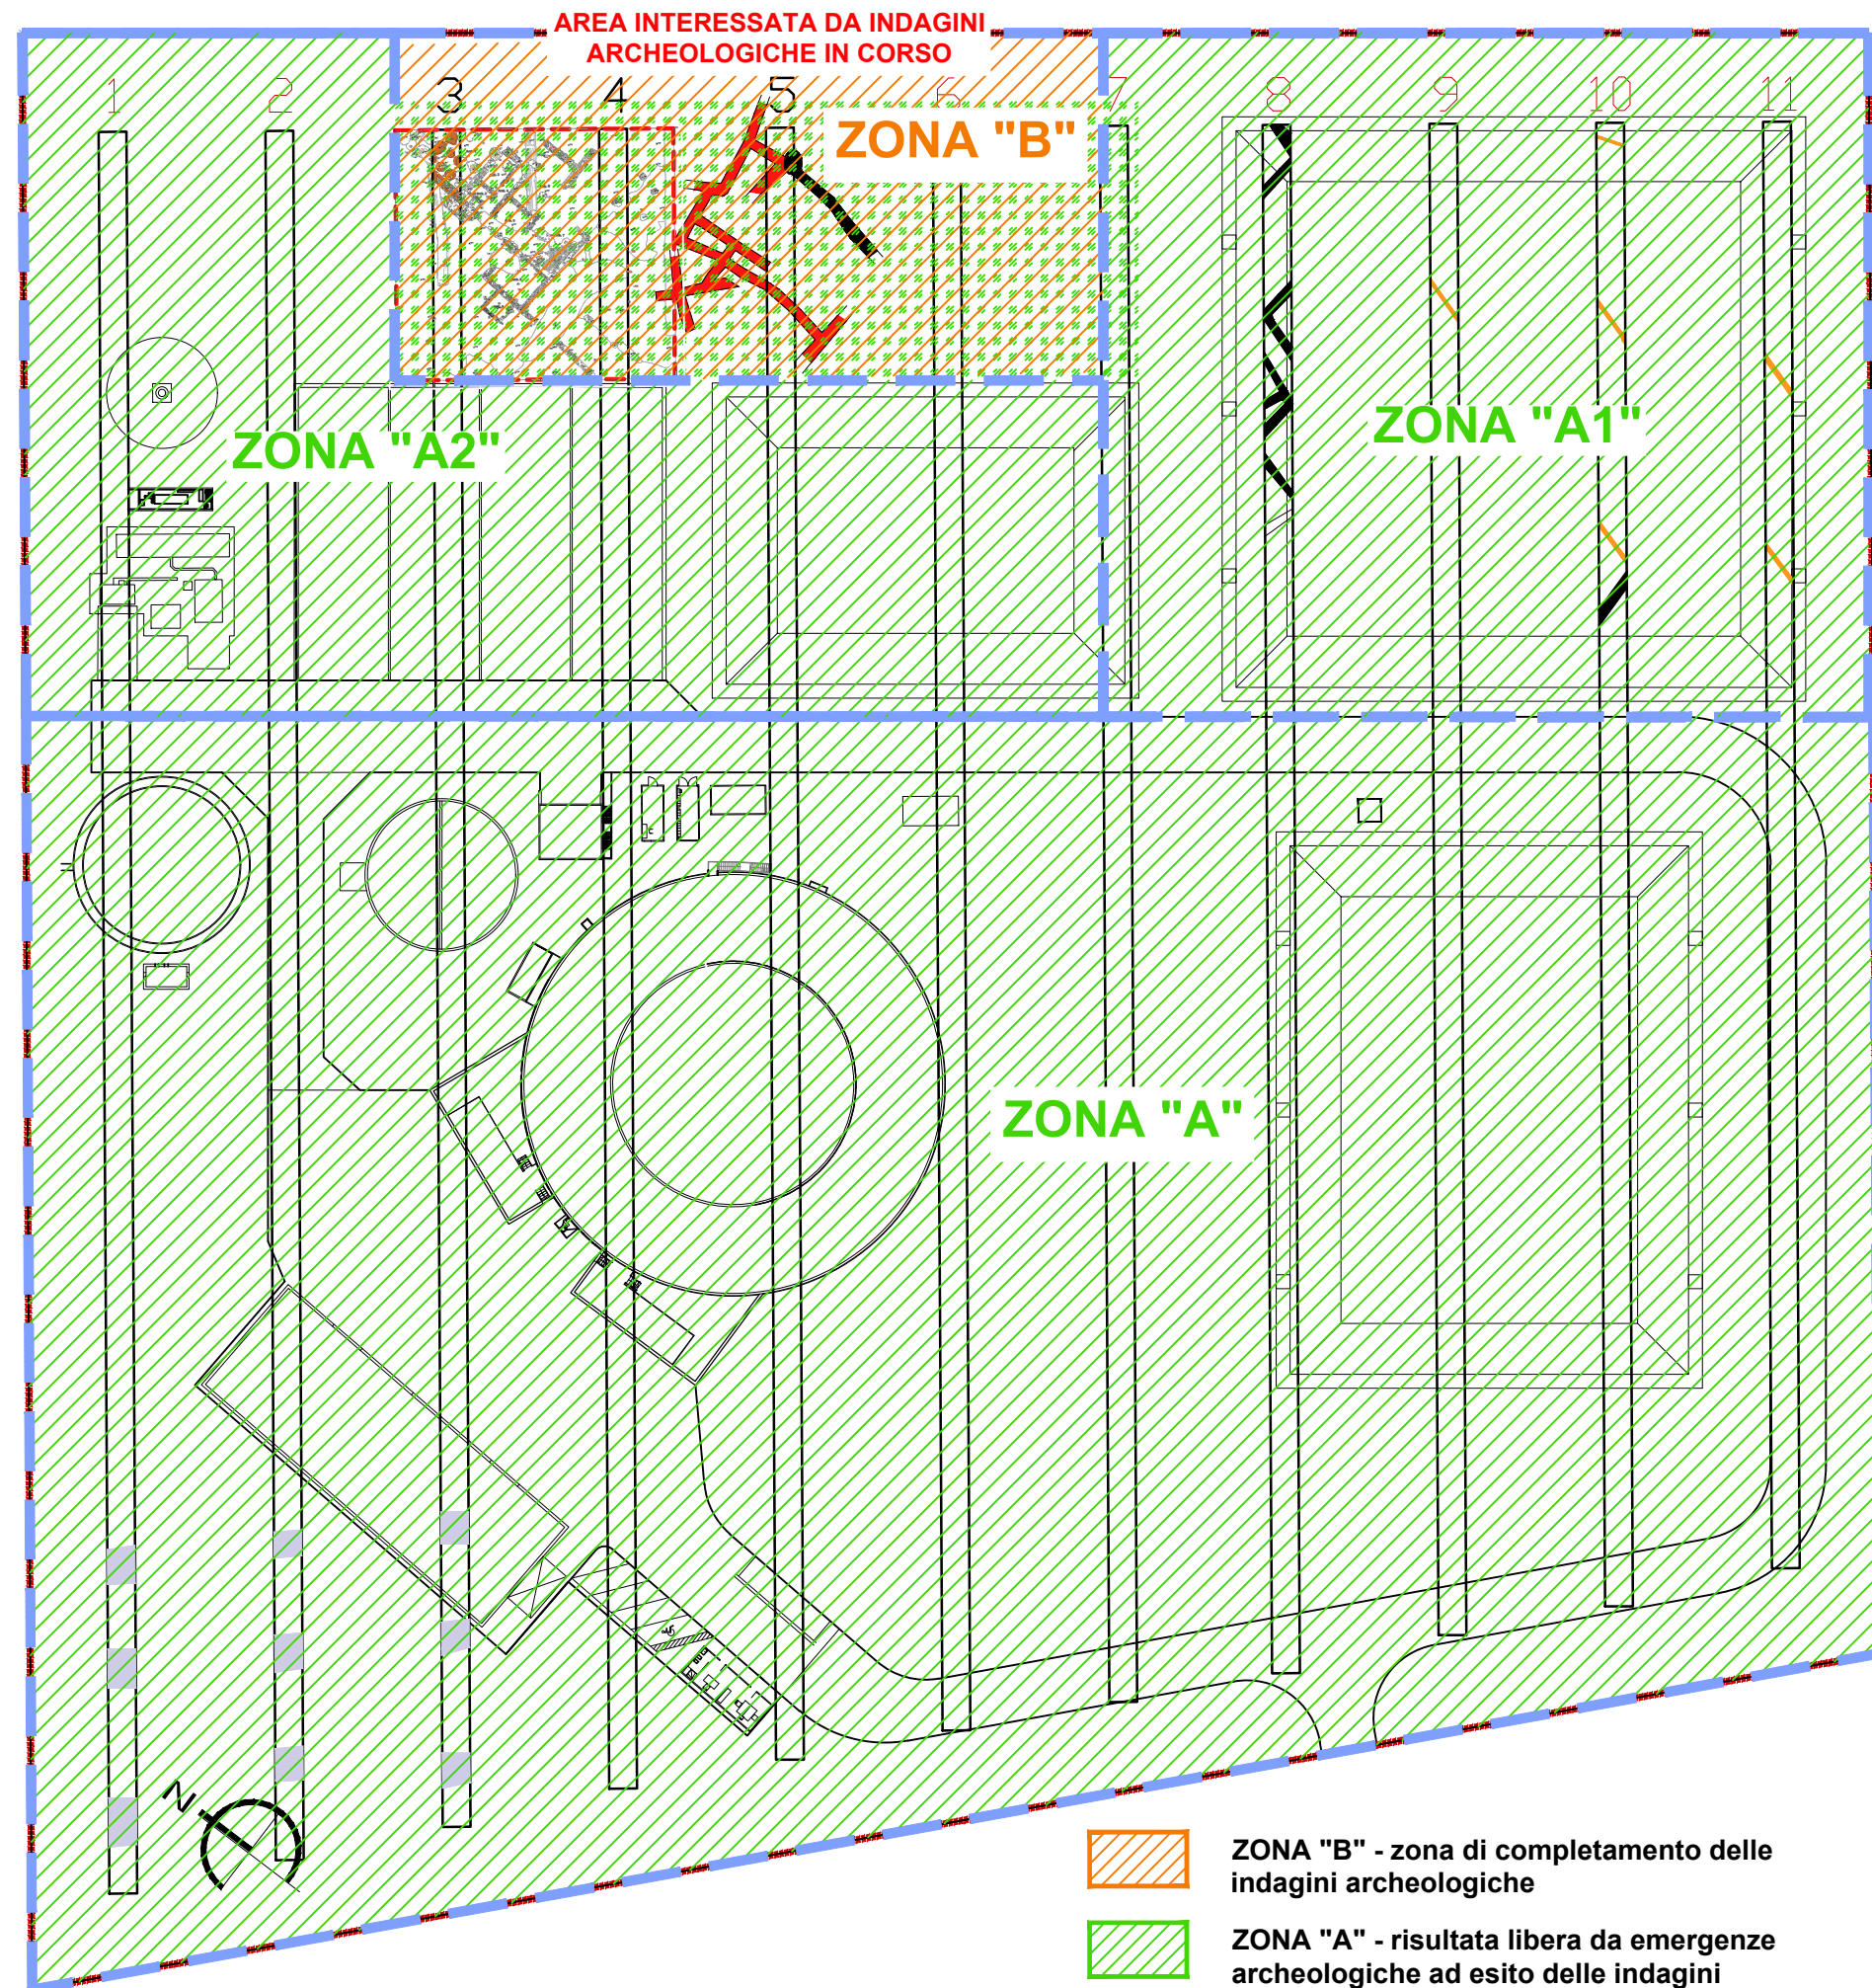 AREA INTERESSATA DA INDAGINI
ARCHEOLOGICHE IN CORSO
1 2 3 4 5 6 7 8 9 10 11
ZONA "B"
ZONA "A2"
ZONA "A1"
ZONA "A"
N
ZONA "B" - zona di completamento delle
indagini archeologiche
ZONA "A" - risultata libera da emergenze
archeologiche ad esito delle indagini